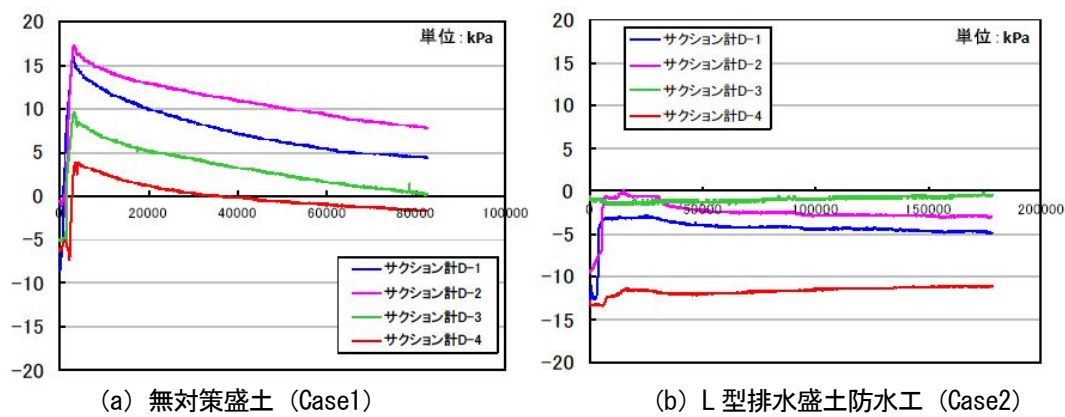 単位:kPa
20
15
10
5
0
-5
-10
-15
-20
0 20000 40000 60000 80000 100000
サクション計D-1
サクション計D-2
サクション計D-3
サクション計D-4
(a) 無対策盛土 (Case1)
単位:kPa
サクション計D-1
サクション計D-2
サクション計D-3
サクション計D-4
20
15
10
5
0
-5
-10
-15
-20
0 50000 100000 150000 200000
(b) L型排水盛土防水工 (Case2)